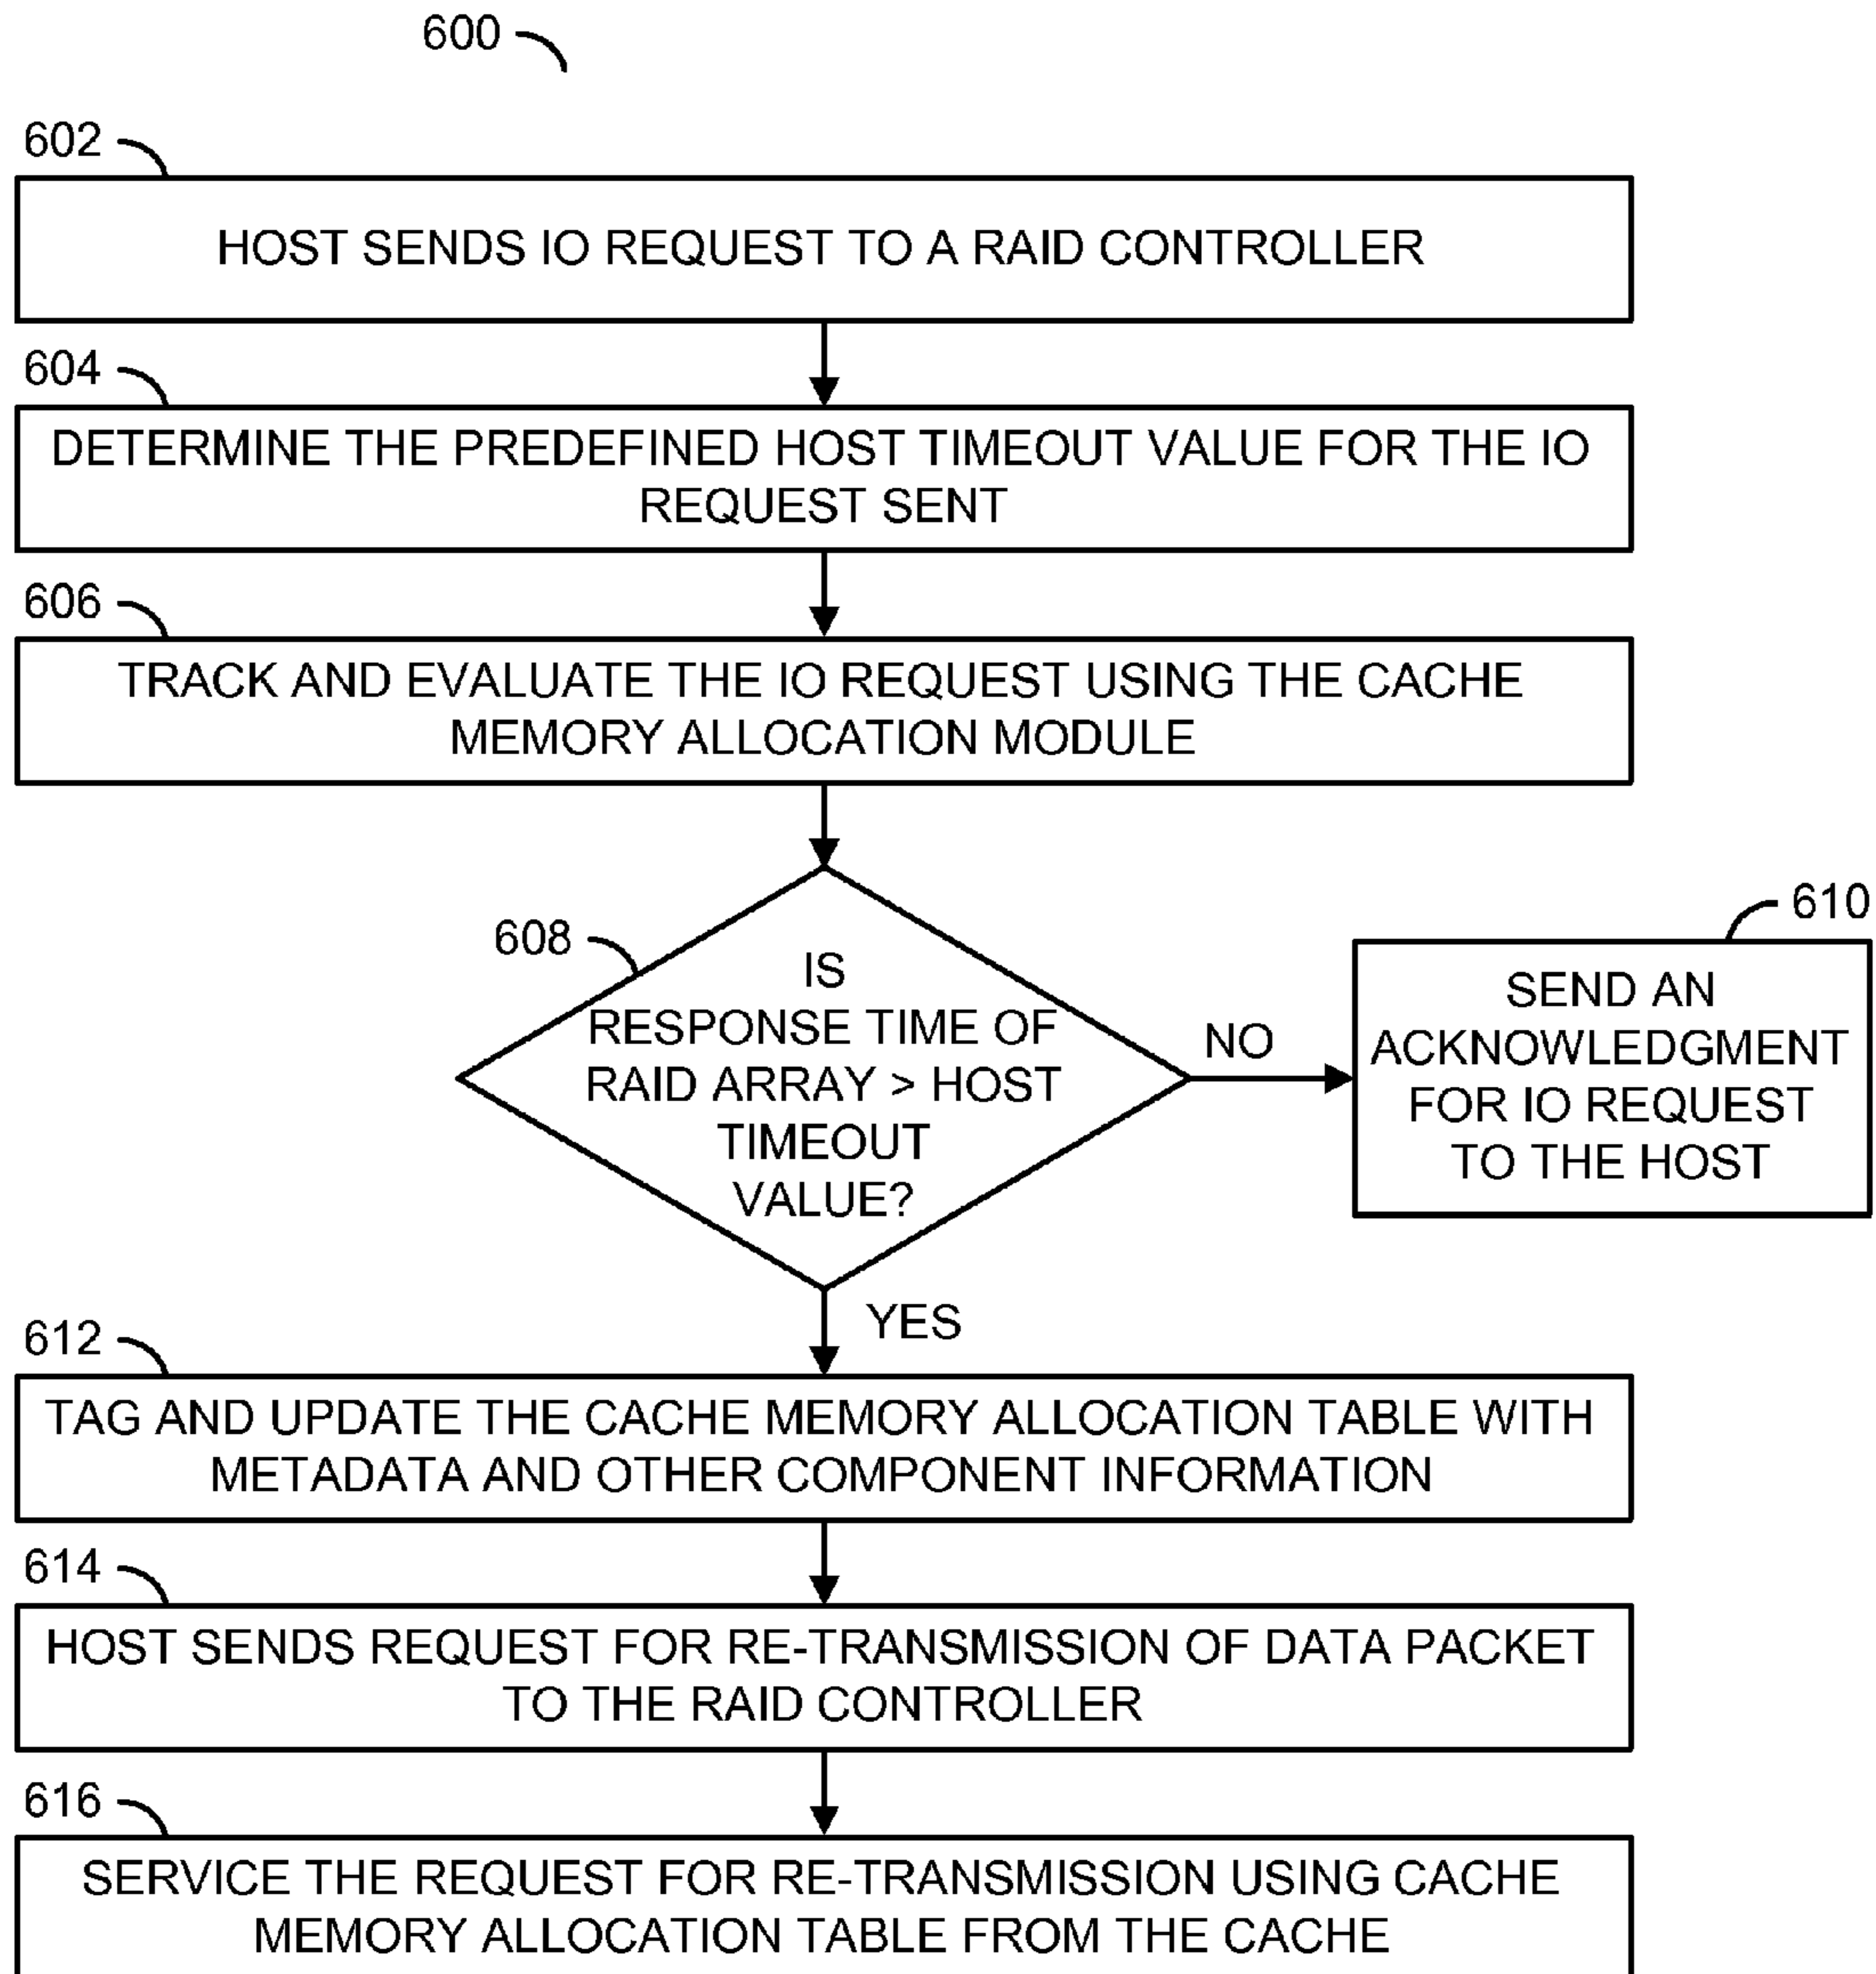 600
602
HOST SENDS IO REQUEST TO A RAID CONTROLLER
604
DETERMINE THE PREDEFINED HOST TIMEOUT VALUE FOR THE IO
REQUEST SENT
606
TRACK AND EVALUATE THE IO REQUEST USING THE CACHE
MEMORY ALLOCATION MODULE
608
IS
RESPONSE TIME OF
RAID ARRAY > HOST
TIMEOUT
VALUE?
NO
610
SEND AN
ACKNOWLEDGMENT
FOR IO REQUEST
TO THE HOST
YES
612
TAG AND UPDATE THE CACHE MEMORY ALLOCATION TABLE WITH
METADATA AND OTHER COMPONENT INFORMATION
614
HOST SENDS REQUEST FOR RE-TRANSMISSION OF DATA PACKET
TO THE RAID CONTROLLER
616
SERVICE THE REQUEST FOR RE-TRANSMISSION USING CACHE
MEMORY ALLOCATION TABLE FROM THE CACHE